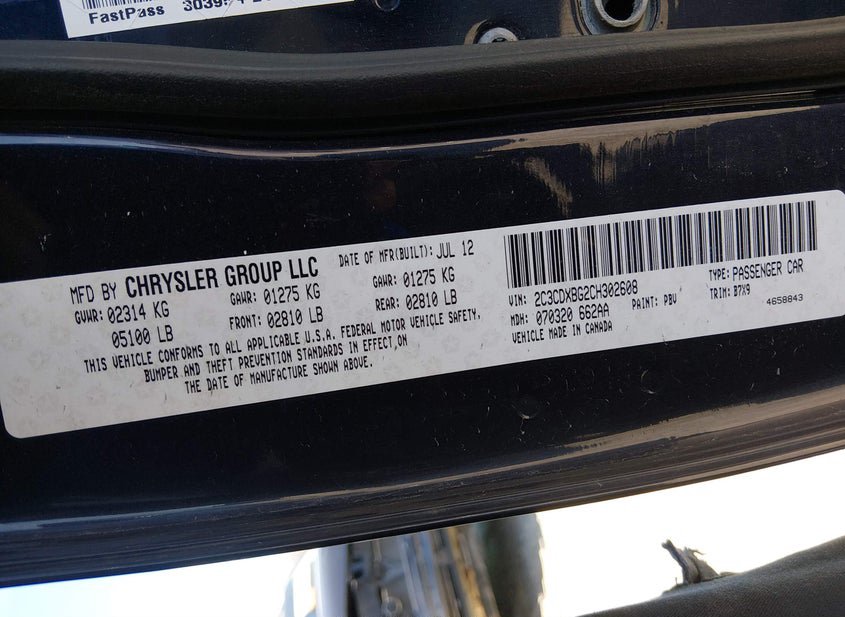 FastPass
MFD BY CHRYSLER GROUP LLC
DATE OF MFR(BUILT): JUL 12
GVWR: 02314 KG
GAWR: 01275 KG
GAWR: 01275 KG
05100 LB
FRONT: 02810 LB
REAR: 02810 LB
THIS VEHICLE CONFORMS TO ALL APPLICABLE U.S.A. FEDERAL MOTOR VEHICLE SAFETY,
BUMPER AND THEFT PREVENTION STANDARDS IN EFFECT ON
THE DATE OF MANUFACTURE SHOWN ABOVE.
VIN: 2C3CDXBG2CH302608
TYPE: PASSENGER CAR
MDH: 070320 662AA
PAINT: PBV
TRIM: B7X9
VEHICLE MADE IN CANADA
4658843